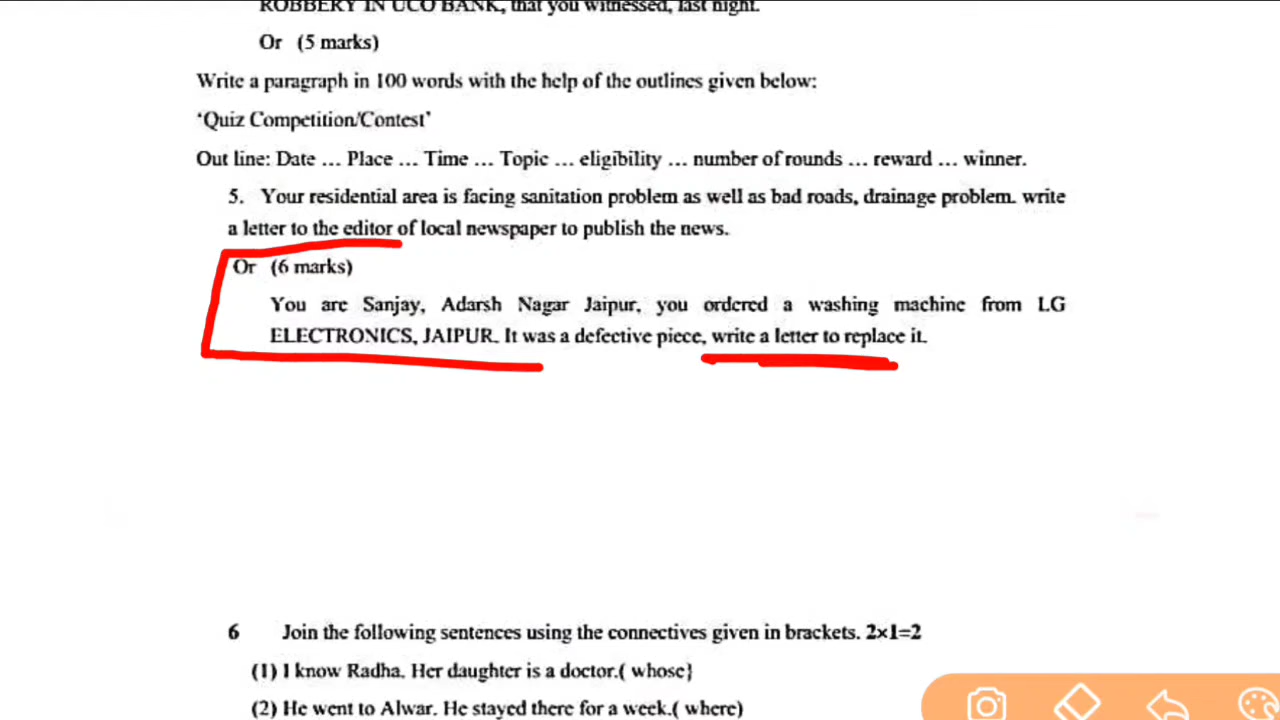 ROBBERY IN UCO BANK, that you witnessed, last night.
Or (5 marks)
Write a paragraph in 100 words with the help of the outlines given below:
‘Quiz Competition/Contest’
Out line: Date ... Place ... Time ... Topic ... eligibility ... number of rounds ... reward ... winner.
5. Your residential area is facing sanitation problem as well as bad roads, drainage problem. write
a letter to the editor of local newspaper to publish the news.
Or (6 marks)
You are Sanjay, Adarsh Nagar Jaipur, you ordered a washing machine from LG
ELECTRONICS, JAIPUR. It was a defective piece, write a letter to replace it.
6 Join the following sentences using the connectives given in brackets. 2×1=2
(1) I know Radha. Her daughter is a doctor.( whose}
(2) He went to Alwar. He stayed there for a week.( where)